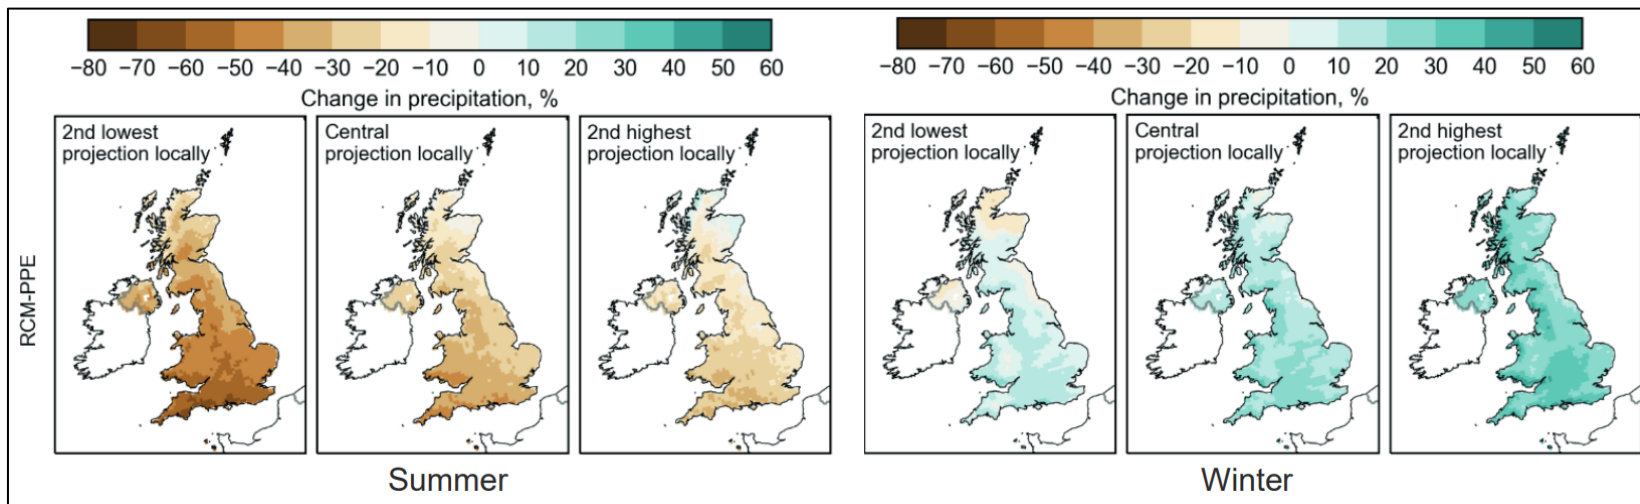 −80 −70 −60 −50 −40 −30 −20 −10 0 10 20 30 40 50 60
Change in precipitation, %
−80 −70 −60 −50 −40 −30 −20 −10 0 10 20 30 40 50 60
Change in precipitation, %
RCM-PPE
2nd lowest
projection locally
Central
projection locally
2nd highest
projection locally
2nd lowest
projection locally
Central
projection locally
2nd highest
projection locally
Summer
Winter